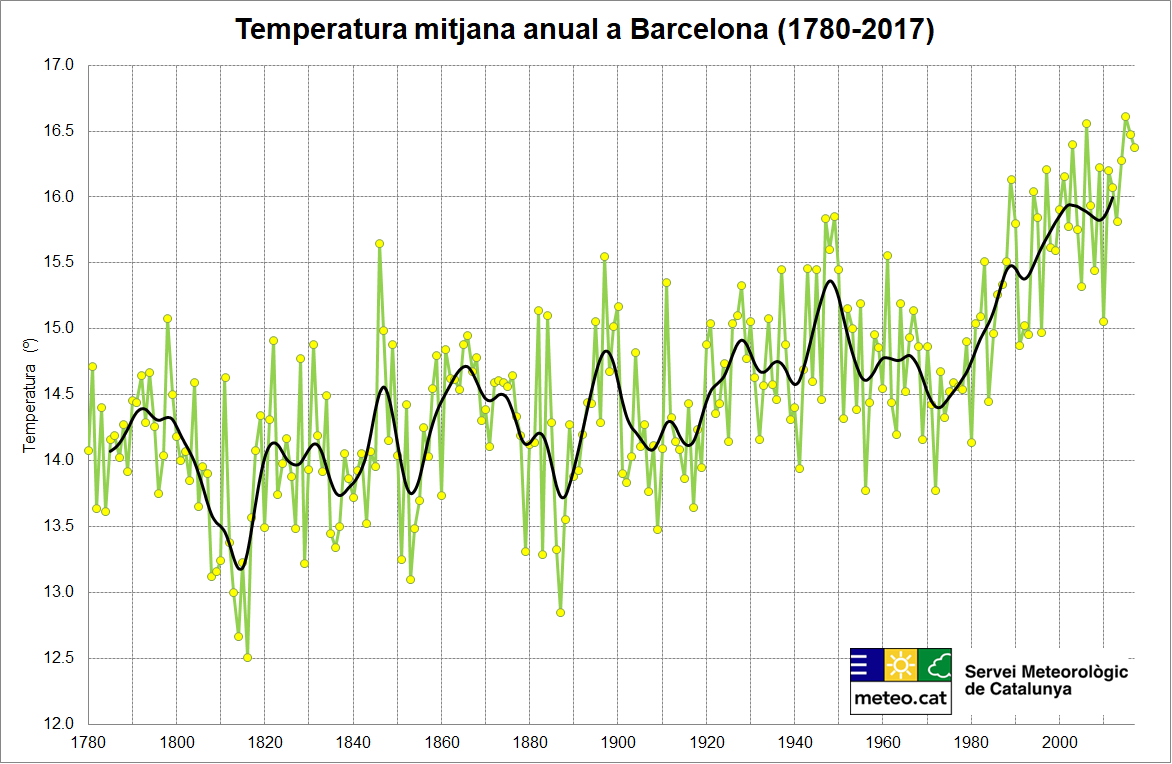 Temperatura mitjana anual a Barcelona (1780-2017)
17.0
16.5
16.0
15.5
15.0
14.5
14.0
13.5
13.0
12.5
12.0
Temperatura (º)
1780 1800 1820 1840 1860 1880 1900 1920 1940 1960 1980 2000
meteo.cat
Servei Meteorològic
de Catalunya